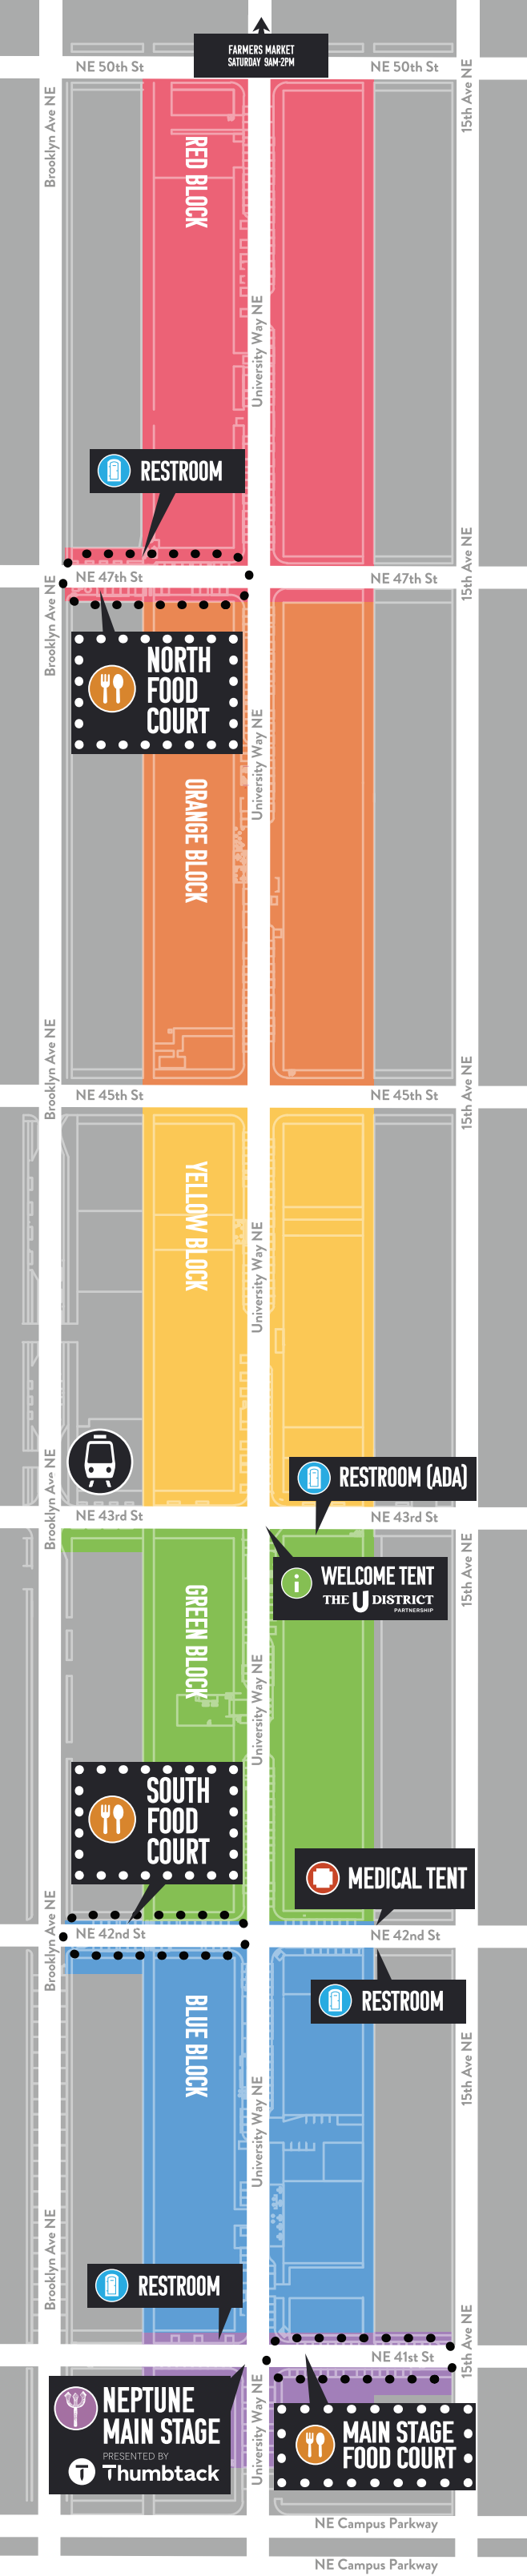 FARMERS MARKET
SATURDAY 9AM-2PM
NE 50th St
NE 50th St
Brooklyn Ave NE
15th Ave NE
RED BLOCK
University Way NE
RESTROOM
NE 47th St
NE 47th St
Brooklyn Ave NE
15th Ave NE
NORTH
FOOD
COURT
University Way NE
ORANGE BLOCK
Brooklyn Ave NE
15th Ave NE
NE 45th St
NE 45th St
YELLOW BLOCK
University Way NE
Brooklyn Ave NE
RESTROOM (ADA)
NE 43rd St
NE 43rd St
15th Ave NE
WELCOME TENT
THE U DISTRICT
PARTNERSHIP
GREEN BLOCK
University Way NE
SOUTH
FOOD
COURT
MEDICAL TENT
Brooklyn Ave NE
NE 42nd St
NE 42nd St
RESTROOM
BLUE BLOCK
15th Ave NE
University Way NE
Brooklyn Ave NE
RESTROOM
15th Ave NE
NE 41st St
University Way NE
NEPTUNE
MAIN STAGE
PRESENTED BY
Thumbtack
MAIN STAGE
FOOD COURT
NE Campus Parkway
NE Campus Parkway